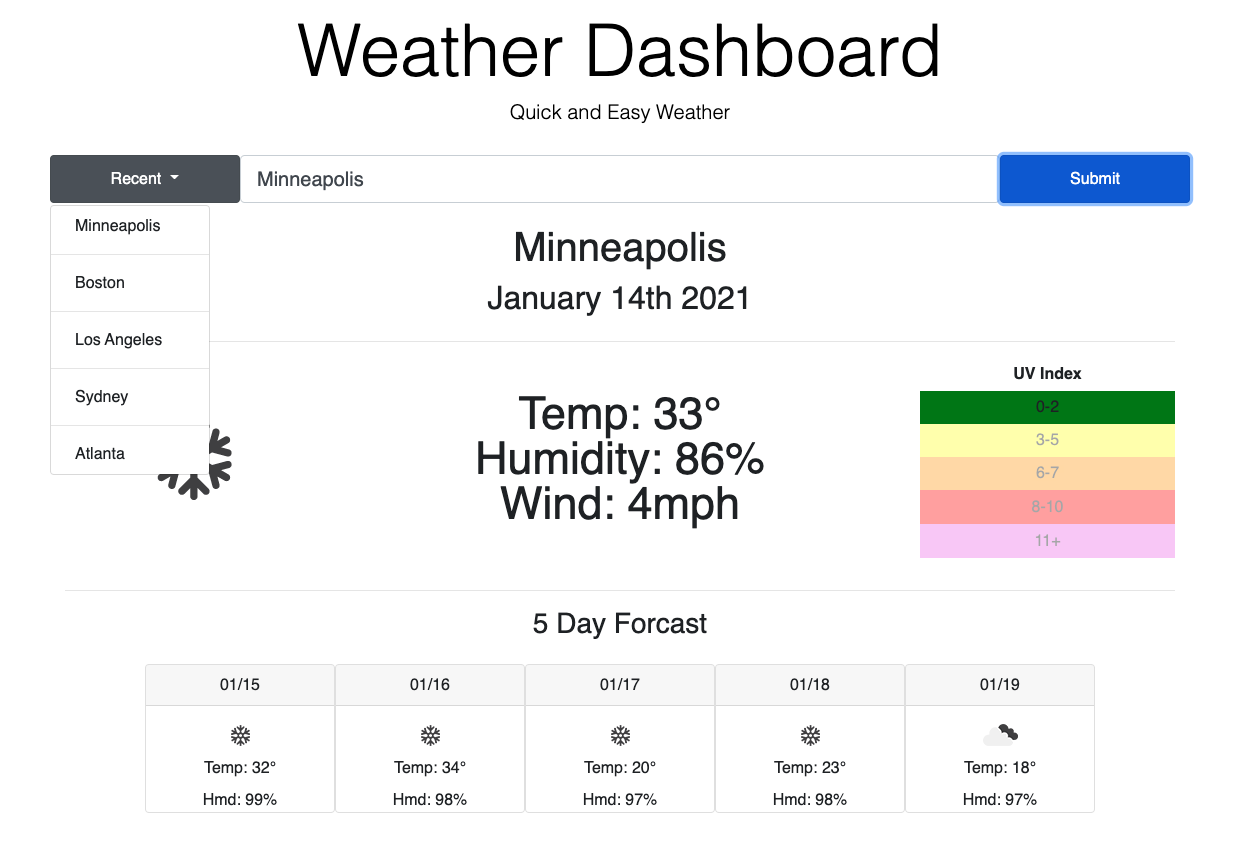 Weather Dashboard
Quick and Easy Weather
Recent
Minneapolis
Submit
Minneapolis
Boston
Los Angeles
Sydney
Atlanta
Minneapolis
January 14th 2021
Temp: 33°
Humidity: 86%
Wind: 4mph
UV Index
0-2
3-5
6-7
8-10
11+
5 Day Forcast
01/15
Temp: 32°
Hmd: 99%
01/16
Temp: 34°
Hmd: 98%
01/17
Temp: 20°
Hmd: 97%
01/18
Temp: 23°
Hmd: 98%
01/19
Temp: 18°
Hmd: 97%